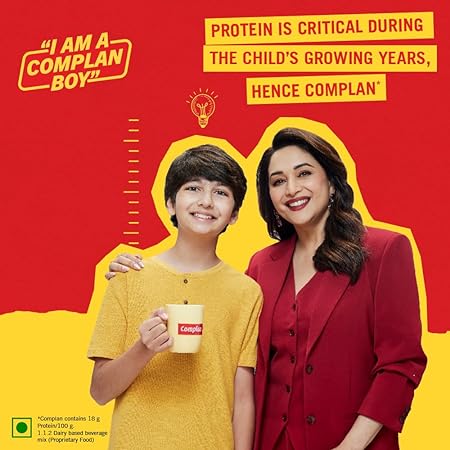 "I AM A
COMPLAN
BOY"
PROTEIN IS CRITICAL DURING
THE CHILD'S GROWING YEARS,
HENCE COMPLAN*
Complan
*Complan contains 18 g
Protein/100 g.
1.1.2 Dairy based beverage
mix (Proprietary Food)